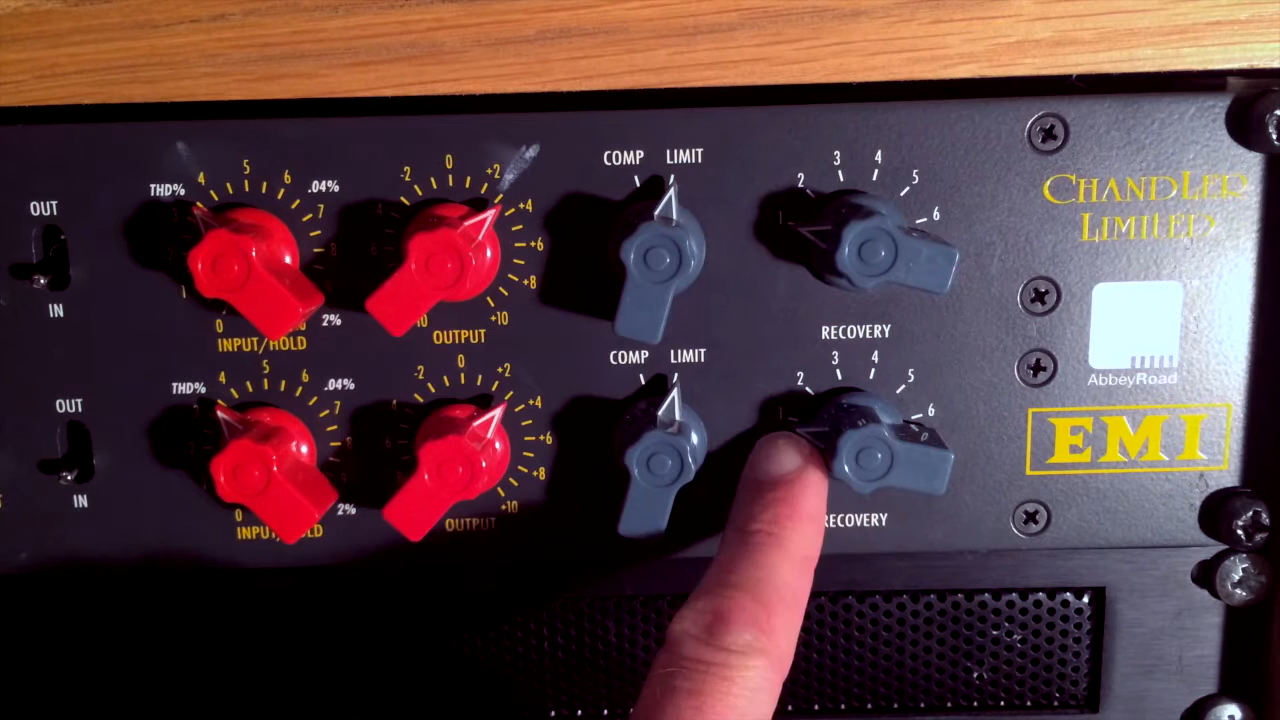 OUT
IN
THD% 4 5 6 .04% 7 8 2% 0
INPUT/HOLD
-2 0 +2 +4 +6 +8 +10
OUTPUT
COMP LIMIT
2 3 4 5 6
RECOVERY
CHANDLER
LIMITED
AbbeyRoad
EMI
OUT
IN
THD% 4 5 6 .04% 7 2% 0
-2 0 +2 +4 +6 +8 +10
OUTPUT
COMP LIMIT
2 3 4 5 6